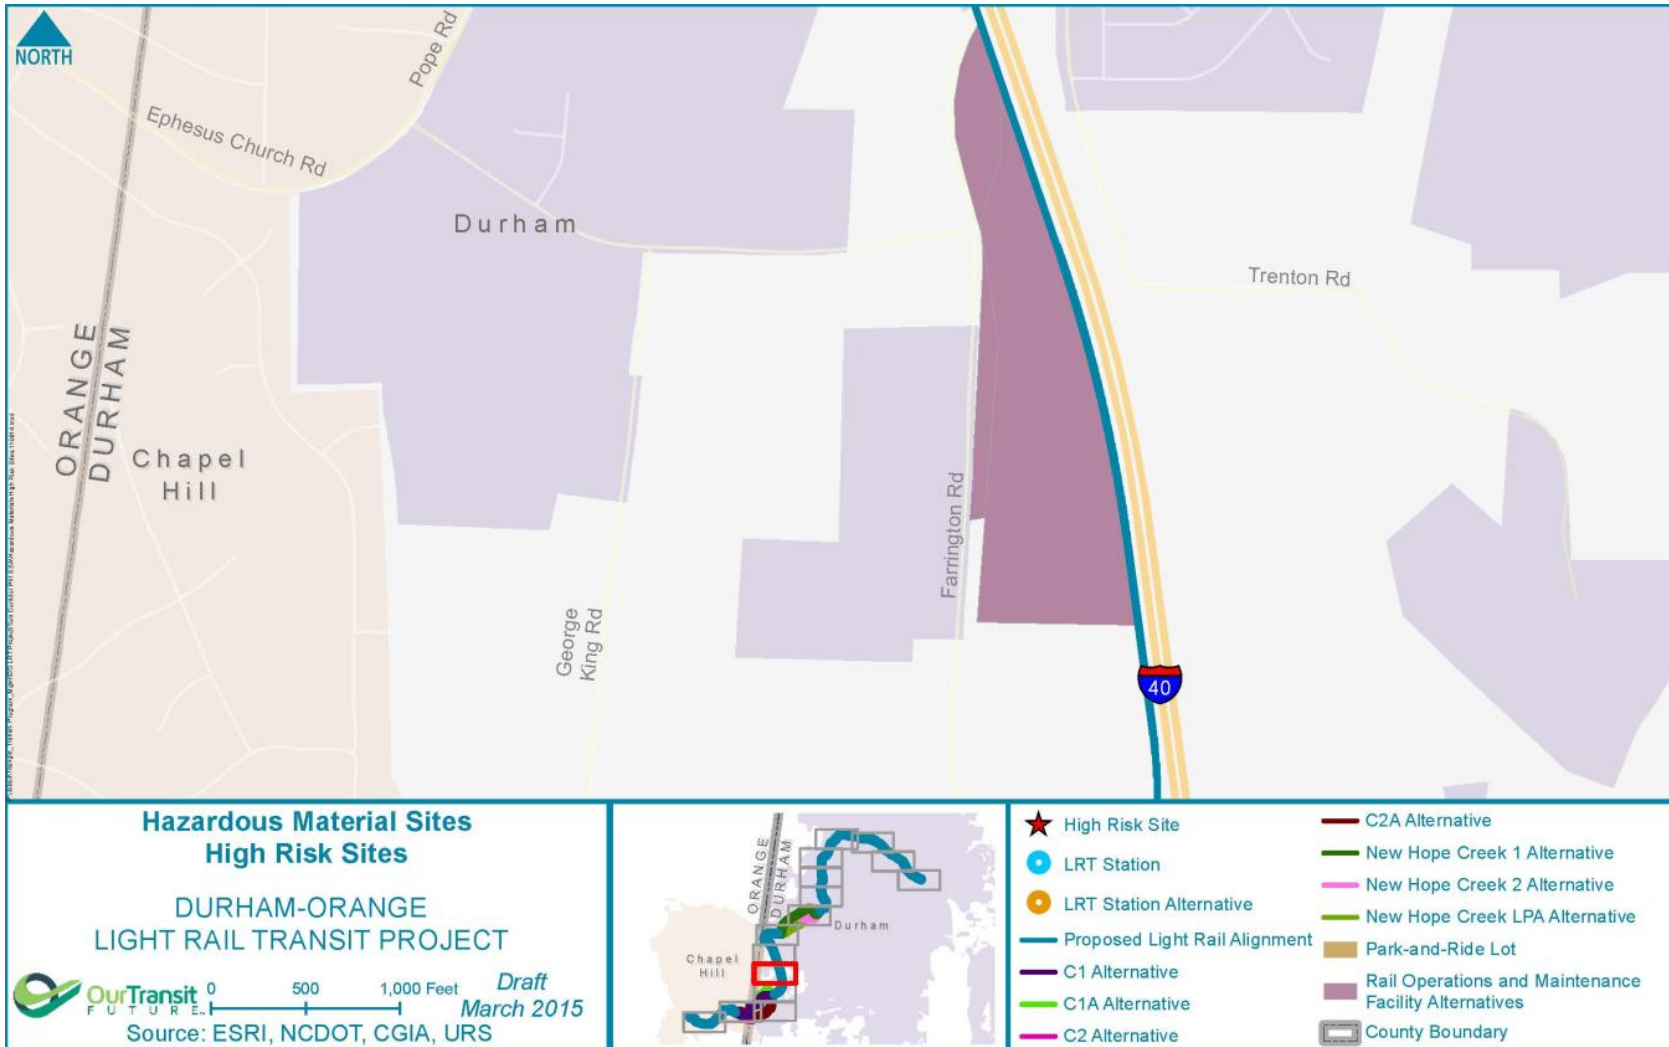 NORTH
Pope Rd
Ephesus Church Rd
Durham
Trenton Rd
ORANGE
DURHAM
Chapel
Hill
Farrington Rd
George
King Rd
40
Hazardous Material Sites
High Risk Sites
DURHAM-ORANGE
LIGHT RAIL TRANSIT PROJECT
OurTransit
FUTURE
0 500 1,000 Feet
Draft
March 2015
Source: ESRI, NCDOT, CGIA, URS
ORANGE
DURHAM
Durham
Chapel
Hill
High Risk Site
LRT Station
LRT Station Alternative
Proposed Light Rail Alignment
C1 Alternative
C1A Alternative
C2 Alternative
C2A Alternative
New Hope Creek 1 Alternative
New Hope Creek 2 Alternative
New Hope Creek LPA Alternative
Park-and-Ride Lot
Rail Operations and Maintenance
Facility Alternatives
County Boundary